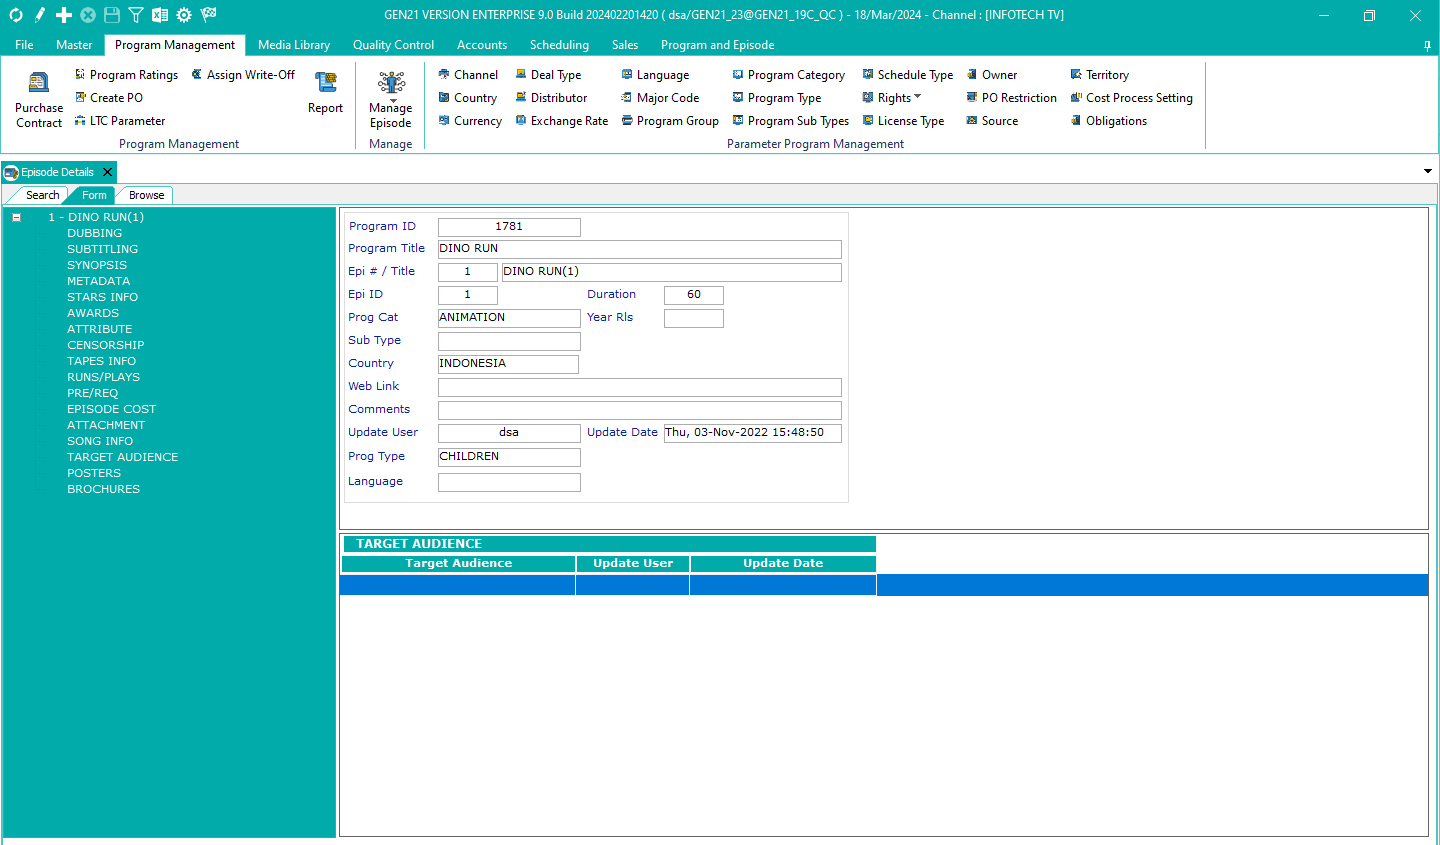 GEN21 VERSION ENTERPRISE 9.0 Build 202402201420 ( dsa/GEN21_23@GEN21_19C_QC ) - 18/Mar/2024 - Channel : [INFOTECH TV]
File Master Program Management Media Library Quality Control Accounts Scheduling Sales Program and Episode
Purchase Contract
Program Ratings
Create PO
LTC Parameter
Assign Write-Off
Report
Program Management
Manage Episode
Manage
Channel
Country
Currency
Deal Type
Distributor
Exchange Rate
Language
Major Code
Program Group
Program Category
Program Type
Program Sub Types
Schedule Type
Rights
License Type
Owner
PO Restriction
Source
Territory
Cost Process Setting
Obligations
Parameter Program Management
Episode Details
Search Form Browse
1 - DINO RUN(1)
DUBBING
SUBTITLING
SYNOPSIS
METADATA
STARS INFO
AWARDS
ATTRIBUTE
CENSORSHIP
TAPES INFO
RUNS/PLAYS
PRE/REQ
EPISODE COST
ATTACHMENT
SONG INFO
TARGET AUDIENCE
POSTERS
BROCHURES
Program ID 1781
Program Title DINO RUN
Epi # / Title 1 DINO RUN(1)
Epi ID 1 Duration 60
Prog Cat ANIMATION Year Rls
Sub Type
Country INDONESIA
Web Link
Comments
Update User dsa Update Date Thu, 03-Nov-2022 15:48:50
Prog Type CHILDREN
Language
TARGET AUDIENCE
Target Audience Update User Update Date